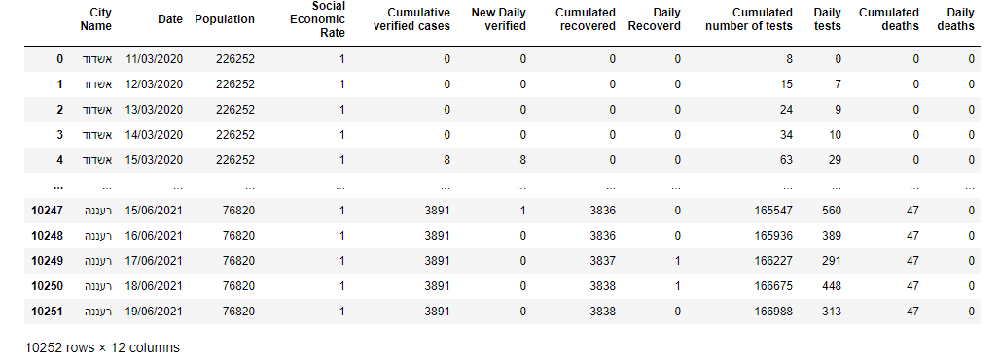 City Name Date Population Social Economic Rate Cumulative verified cases New Daily verified Cumulated recovered Daily Recoverd Cumulated number of tests Daily tests Cumulated deaths Daily deaths
0 אשדוד 11/03/2020 226252 1 0 0 0 0 8 0 0 0
1 אשדוד 12/03/2020 226252 1 0 0 0 0 15 7 0 0
2 אשדוד 13/03/2020 226252 1 0 0 0 0 24 9 0 0
3 אשדוד 14/03/2020 226252 1 0 0 0 0 34 10 0 0
4 אשדוד 15/03/2020 226252 1 8 8 0 0 63 29 0 0
... ... ... ... ... ... ... ... ... ... ... ... ...
10247 רעננה 15/06/2021 76820 1 3891 1 3836 0 165547 560 47 0
10248 רעננה 16/06/2021 76820 1 3891 0 3836 0 165936 389 47 0
10249 רעננה 17/06/2021 76820 1 3891 0 3837 1 166227 291 47 0
10250 רעננה 18/06/2021 76820 1 3891 0 3838 1 166675 448 47 0
10251 רעננה 19/06/2021 76820 1 3891 0 3838 0 166988 313 47 0
10252 rows × 12 columns